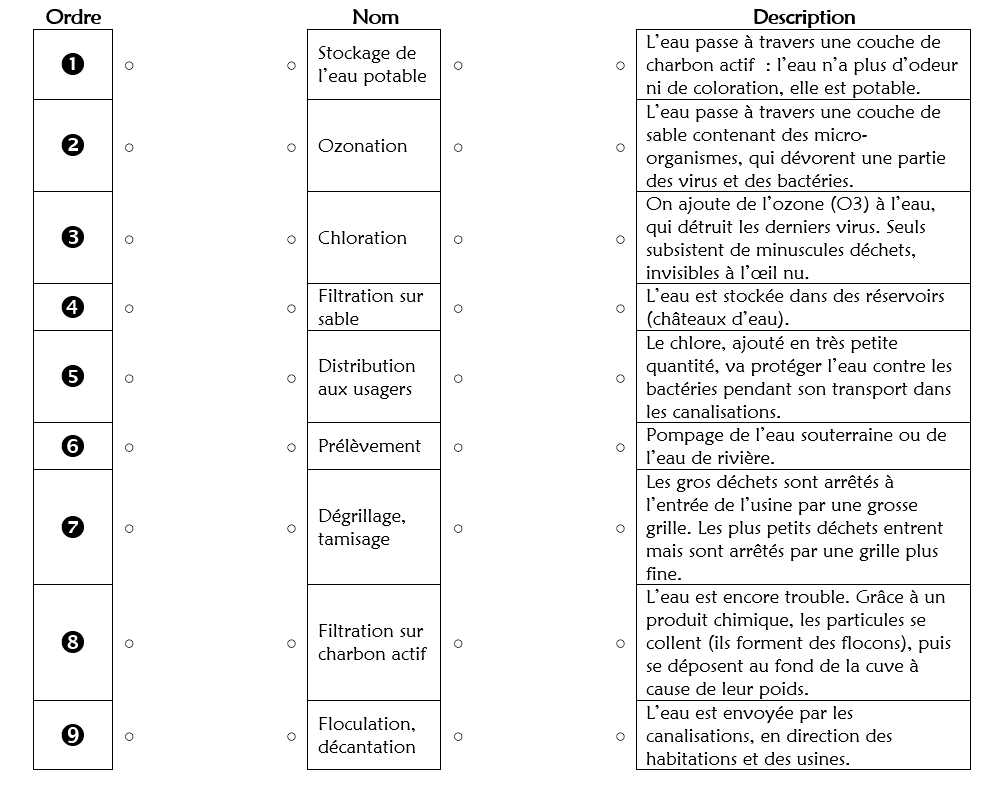 Ordre Nom Description
❶
Stockage de
l'eau potable
L'eau passe à travers une couche de
charbon actif : l'eau n'a plus d'odeur
ni de coloration, elle est potable.
❷
Ozonation
L'eau passe à travers une couche de
sable contenant des micro-
organismes, qui dévorent une partie
des virus et des bactéries.
❸
Chloration
On ajoute de l'ozone (O3) à l'eau,
qui détruit les derniers virus. Seuls
subsistent de minuscules déchets,
invisibles à l'œil nu.
❹
Filtration sur
sable
L'eau est stockée dans des réservoirs
(châteaux d'eau).
❺
Distribution
aux usagers
Le chlore, ajouté en très petite
quantité, va protéger l'eau contre les
bactéries pendant son transport dans
les canalisations.
❻
Prélèvement
Pompage de l'eau souterraine ou de
l'eau de rivière.
❼
Dégrillage,
tamisage
Les gros déchets sont arrêtés à
l'entrée de l'usine par une grosse
grille. Les plus petits déchets entrent
mais sont arrêtés par une grille plus
fine.
❽
Filtration sur
charbon actif
L'eau est encore trouble. Grâce à un
produit chimique, les particules se
collent (ils forment des flocons), puis
se déposent au fond de la cuve à
cause de leur poids.
❾
Floculation,
décantation
L'eau est envoyée par les
canalisations, en direction des
habitations et des usines.